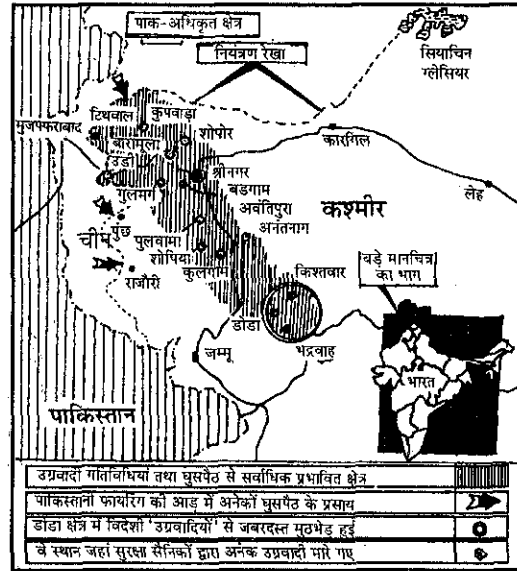 पाक-अधिकृत क्षेत्र
नियंत्रण रेखा
सियाचिन
ग्लेसियर
टिथवाल
कुपवाड़ा
मुजफ्फराबाद
शोपोर
बारामूला
उड़ी
कारगिल
श्रीनगर
गुलमर्ग
बडगाम
लेह
अवंतिपुरा
कश्मीर
अनंतनाग
पुंछ
चीम
पुलवामा
शोपिया
कुलगाम
राजौरी
किश्तवार
बड़े मानचित्र
का भाग
डोडा
भद्रवाह
जम्मू
भारत
पाकिस्तान
उग्रवादी गतिविधियां तथा घुसपैठ से सर्वाधिक प्रभावित क्षेत्र
पाकिस्तानी फायरिंग की आड़ में अनेकों घुसपैठ के प्रसाय
डोडा क्षेत्र में विदेशी 'उग्रवादियों' से जबरदस्त मुठभेड़ हुई
वे स्थान जहां सुरक्षा सैनिकों द्वारा अनेक उग्रवादी मारे गए